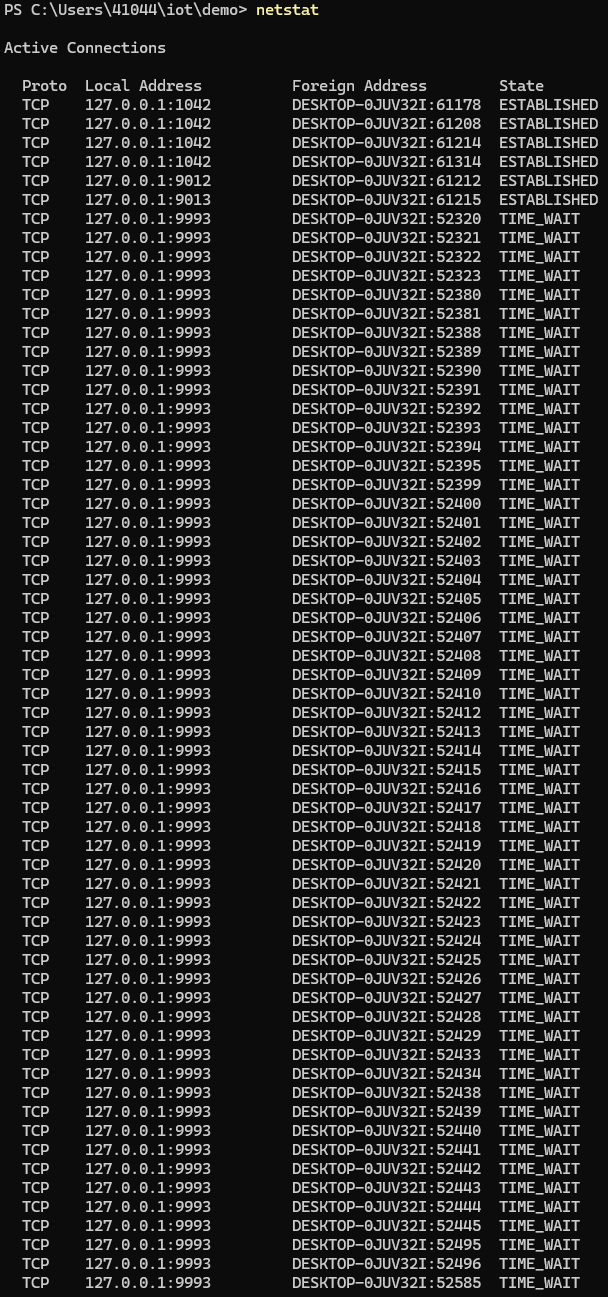 PS C:\Users\41044\iot\demo> netstat
Active Connections
Proto  Local Address          Foreign Address        State
TCP    127.0.0.1:1042         DESKTOP-0JUV32I:61178  ESTABLISHED
TCP    127.0.0.1:1042         DESKTOP-0JUV32I:61208  ESTABLISHED
TCP    127.0.0.1:1042         DESKTOP-0JUV32I:61214  ESTABLISHED
TCP    127.0.0.1:1042         DESKTOP-0JUV32I:61314  ESTABLISHED
TCP    127.0.0.1:9012         DESKTOP-0JUV32I:61212  ESTABLISHED
TCP    127.0.0.1:9013         DESKTOP-0JUV32I:61215  ESTABLISHED
TCP    127.0.0.1:9993         DESKTOP-0JUV32I:52320  TIME_WAIT
TCP    127.0.0.1:9993         DESKTOP-0JUV32I:52321  TIME_WAIT
TCP    127.0.0.1:9993         DESKTOP-0JUV32I:52322  TIME_WAIT
TCP    127.0.0.1:9993         DESKTOP-0JUV32I:52323  TIME_WAIT
TCP    127.0.0.1:9993         DESKTOP-0JUV32I:52380  TIME_WAIT
TCP    127.0.0.1:9993         DESKTOP-0JUV32I:52381  TIME_WAIT
TCP    127.0.0.1:9993         DESKTOP-0JUV32I:52388  TIME_WAIT
TCP    127.0.0.1:9993         DESKTOP-0JUV32I:52389  TIME_WAIT
TCP    127.0.0.1:9993         DESKTOP-0JUV32I:52390  TIME_WAIT
TCP    127.0.0.1:9993         DESKTOP-0JUV32I:52391  TIME_WAIT
TCP    127.0.0.1:9993         DESKTOP-0JUV32I:52392  TIME_WAIT
TCP    127.0.0.1:9993         DESKTOP-0JUV32I:52393  TIME_WAIT
TCP    127.0.0.1:9993         DESKTOP-0JUV32I:52394  TIME_WAIT
TCP    127.0.0.1:9993         DESKTOP-0JUV32I:52395  TIME_WAIT
TCP    127.0.0.1:9993         DESKTOP-0JUV32I:52399  TIME_WAIT
TCP    127.0.0.1:9993         DESKTOP-0JUV32I:52400  TIME_WAIT
TCP    127.0.0.1:9993         DESKTOP-0JUV32I:52401  TIME_WAIT
TCP    127.0.0.1:9993         DESKTOP-0JUV32I:52402  TIME_WAIT
TCP    127.0.0.1:9993         DESKTOP-0JUV32I:52403  TIME_WAIT
TCP    127.0.0.1:9993         DESKTOP-0JUV32I:52404  TIME_WAIT
TCP    127.0.0.1:9993         DESKTOP-0JUV32I:52405  TIME_WAIT
TCP    127.0.0.1:9993         DESKTOP-0JUV32I:52406  TIME_WAIT
TCP    127.0.0.1:9993         DESKTOP-0JUV32I:52407  TIME_WAIT
TCP    127.0.0.1:9993         DESKTOP-0JUV32I:52408  TIME_WAIT
TCP    127.0.0.1:9993         DESKTOP-0JUV32I:52409  TIME_WAIT
TCP    127.0.0.1:9993         DESKTOP-0JUV32I:52410  TIME_WAIT
TCP    127.0.0.1:9993         DESKTOP-0JUV32I:52412  TIME_WAIT
TCP    127.0.0.1:9993         DESKTOP-0JUV32I:52413  TIME_WAIT
TCP    127.0.0.1:9993         DESKTOP-0JUV32I:52414  TIME_WAIT
TCP    127.0.0.1:9993         DESKTOP-0JUV32I:52415  TIME_WAIT
TCP    127.0.0.1:9993         DESKTOP-0JUV32I:52416  TIME_WAIT
TCP    127.0.0.1:9993         DESKTOP-0JUV32I:52417  TIME_WAIT
TCP    127.0.0.1:9993         DESKTOP-0JUV32I:52418  TIME_WAIT
TCP    127.0.0.1:9993         DESKTOP-0JUV32I:52419  TIME_WAIT
TCP    127.0.0.1:9993         DESKTOP-0JUV32I:52420  TIME_WAIT
TCP    127.0.0.1:9993         DESKTOP-0JUV32I:52421  TIME_WAIT
TCP    127.0.0.1:9993         DESKTOP-0JUV32I:52422  TIME_WAIT
TCP    127.0.0.1:9993         DESKTOP-0JUV32I:52423  TIME_WAIT
TCP    127.0.0.1:9993         DESKTOP-0JUV32I:52424  TIME_WAIT
TCP    127.0.0.1:9993         DESKTOP-0JUV32I:52425  TIME_WAIT
TCP    127.0.0.1:9993         DESKTOP-0JUV32I:52426  TIME_WAIT
TCP    127.0.0.1:9993         DESKTOP-0JUV32I:52427  TIME_WAIT
TCP    127.0.0.1:9993         DESKTOP-0JUV32I:52428  TIME_WAIT
TCP    127.0.0.1:9993         DESKTOP-0JUV32I:52429  TIME_WAIT
TCP    127.0.0.1:9993         DESKTOP-0JUV32I:52433  TIME_WAIT
TCP    127.0.0.1:9993         DESKTOP-0JUV32I:52434  TIME_WAIT
TCP    127.0.0.1:9993         DESKTOP-0JUV32I:52438  TIME_WAIT
TCP    127.0.0.1:9993         DESKTOP-0JUV32I:52439  TIME_WAIT
TCP    127.0.0.1:9993         DESKTOP-0JUV32I:52440  TIME_WAIT
TCP    127.0.0.1:9993         DESKTOP-0JUV32I:52441  TIME_WAIT
TCP    127.0.0.1:9993         DESKTOP-0JUV32I:52442  TIME_WAIT
TCP    127.0.0.1:9993         DESKTOP-0JUV32I:52443  TIME_WAIT
TCP    127.0.0.1:9993         DESKTOP-0JUV32I:52444  TIME_WAIT
TCP    127.0.0.1:9993         DESKTOP-0JUV32I:52445  TIME_WAIT
TCP    127.0.0.1:9993         DESKTOP-0JUV32I:52495  TIME_WAIT
TCP    127.0.0.1:9993         DESKTOP-0JUV32I:52496  TIME_WAIT
TCP    127.0.0.1:9993         DESKTOP-0JUV32I:52585  TIME_WAIT